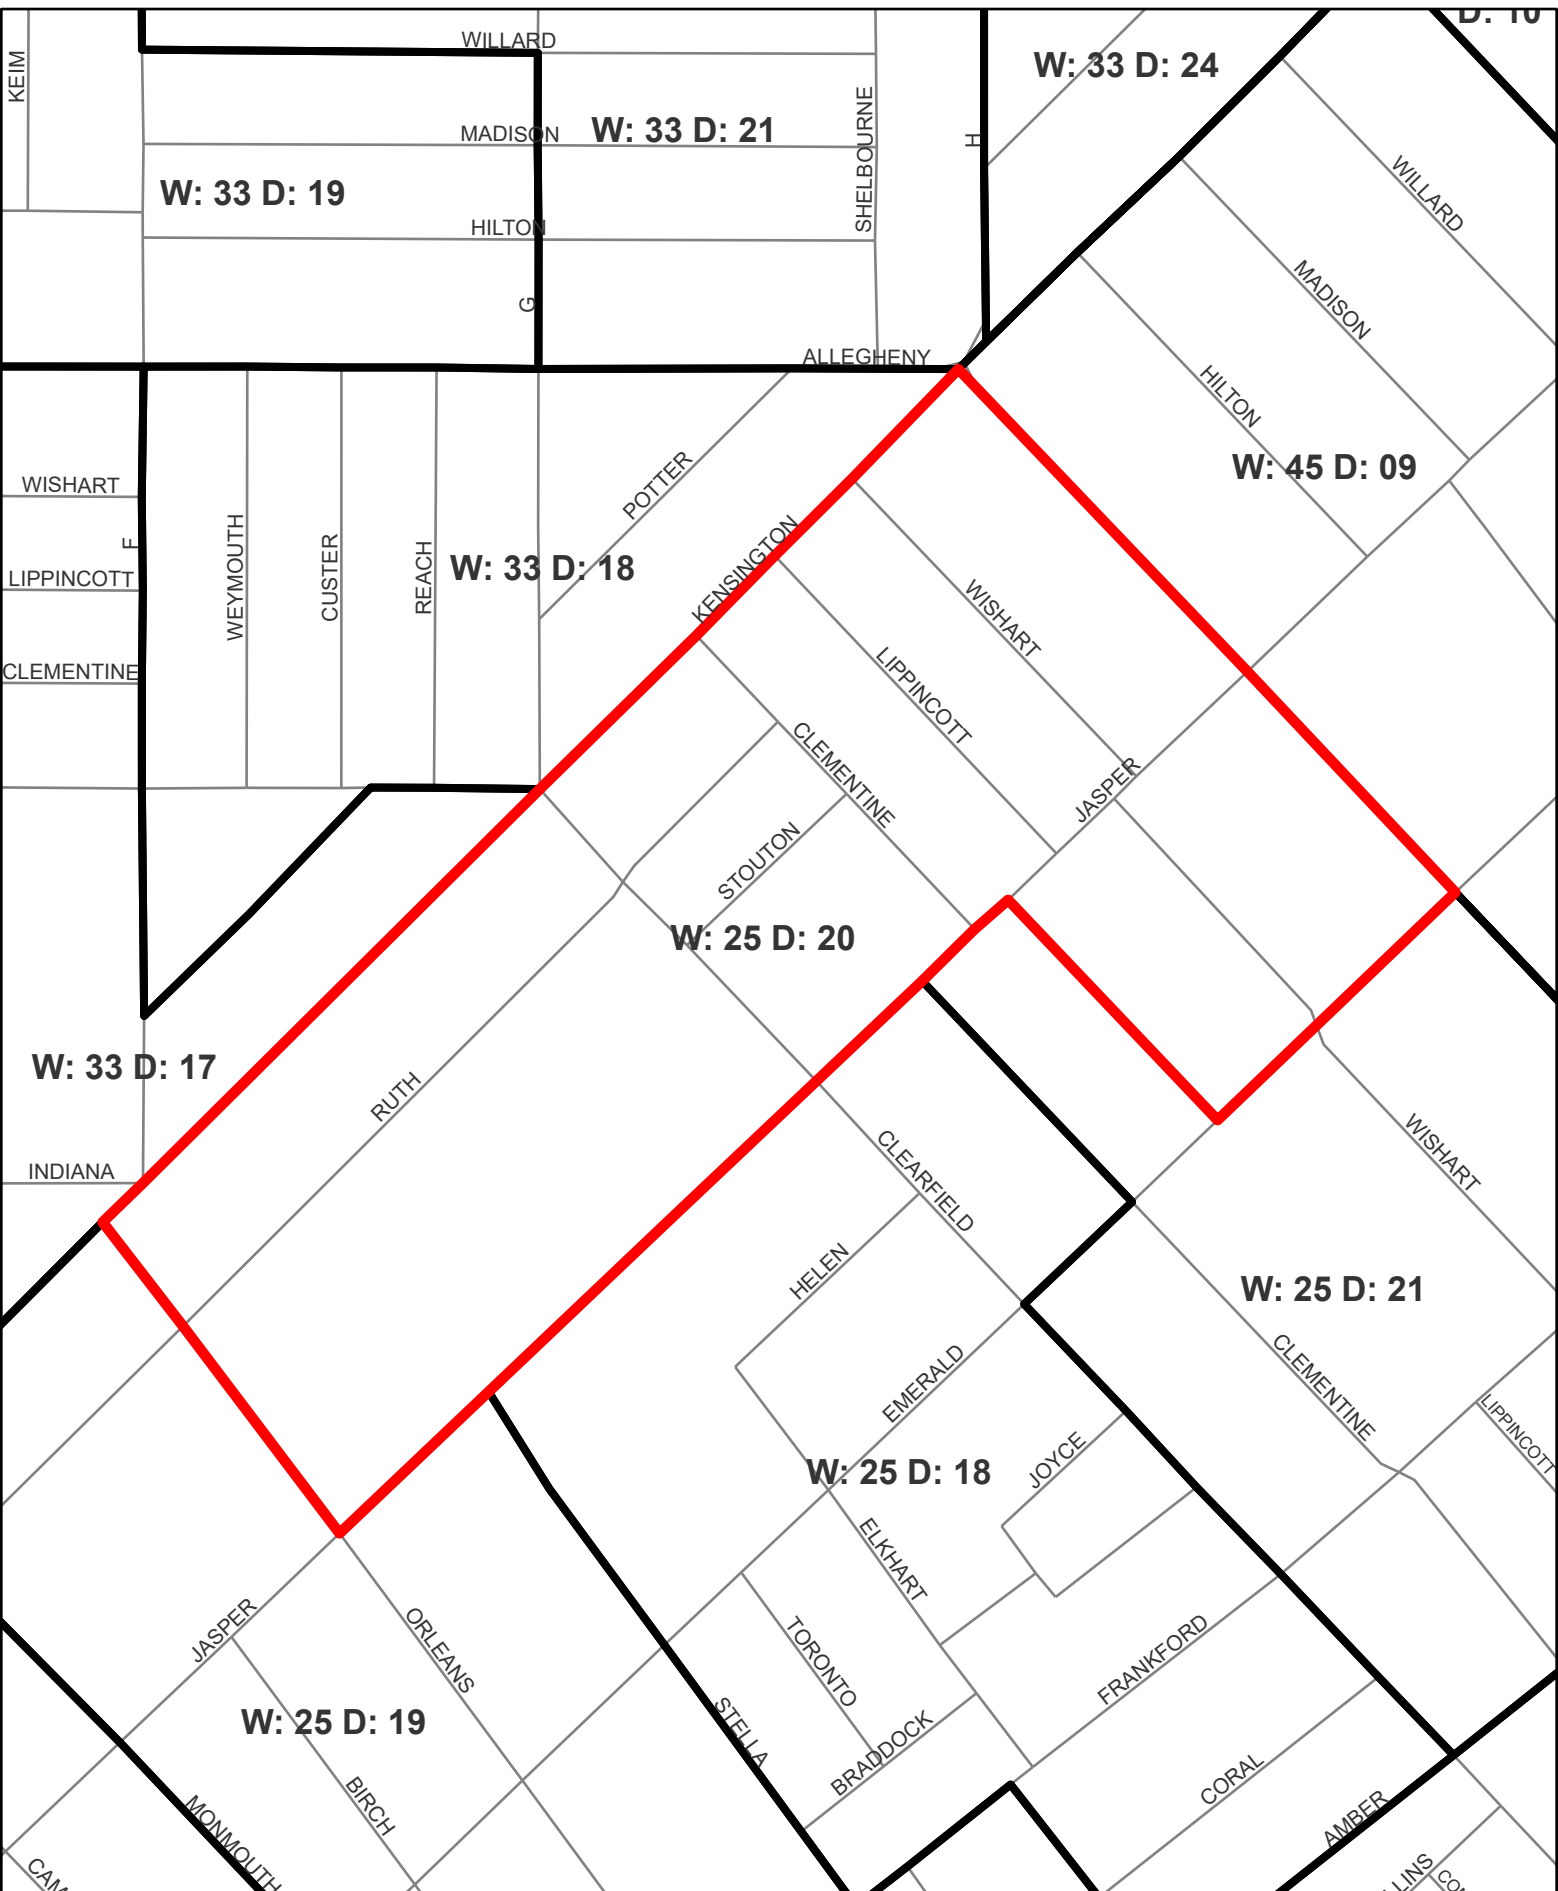 D: 10
WILLARD
KEIM
W: 33 D: 24
SHELBOURNE
MADISON
W: 33 D: 21
H
W: 33 D: 19
WILLARD
HILTON
MADISON
G
ALLEGHENY
HILTON
W: 45 D: 09
WISHART
POTTER
F
WEYMOUTH
CUSTER
REACH
W: 33 D: 18
KENSINGTON
LIPPINCOTT
WISHART
CLEMENTINE
LIPPINCOTT
CLEMENTINE
JASPER
STOUTON
W: 25 D: 20
W: 33 D: 17
RUTH
INDIANA
CLEARFIELD
WISHART
HELEN
W: 25 D: 21
EMERALD
CLEMENTINE
LIPPINCOTT
JOYCE
W: 25 D: 18
ELKHART
JASPER
ORLEANS
TORONTO
FRANKFORD
W: 25 D: 19
STELLA
BRADDOCK
CORAL
BIRCH
MONMOUTH
AMBER
CAM
LLINS
CO